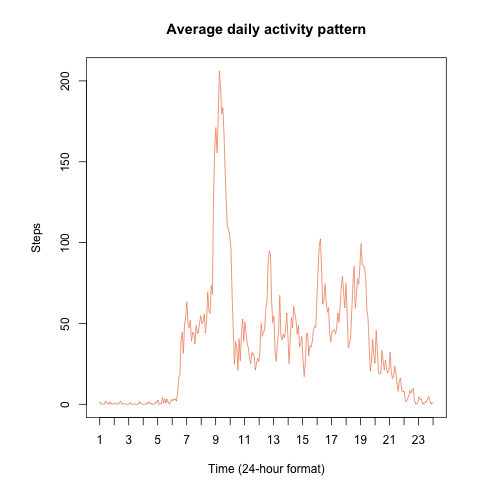 Average daily activity pattern
Steps
0 50 100 150 200
1 3 5 7 9 11 13 15 17 19 21 23
Time (24-hour format)